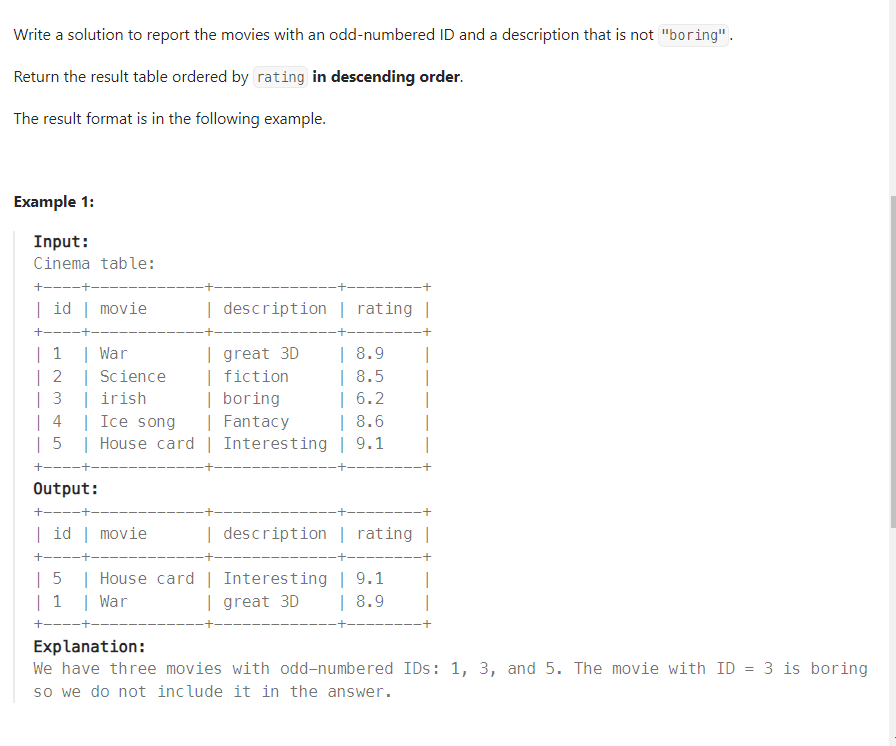 Write a solution to report the movies with an odd-numbered ID and a description that is not "boring".
Return the result table ordered by rating in descending order.
The result format is in the following example.
Example 1:
Input:
Cinema table:
+----+------------+-------------+--------+
| id | movie      | description | rating |
+----+------------+-------------+--------+
| 1  | War        | great 3D    | 8.9    |
| 2  | Science    | fiction     | 8.5    |
| 3  | irish      | boring      | 6.2    |
| 4  | Ice song   | Fantacy     | 8.6    |
| 5  | House card | Interesting | 9.1    |
+----+------------+-------------+--------+
Output:
+----+------------+-------------+--------+
| id | movie      | description | rating |
+----+------------+-------------+--------+
| 5  | House card | Interesting | 9.1    |
| 1  | War        | great 3D    | 8.9    |
+----+------------+-------------+--------+
Explanation:
We have three movies with odd-numbered IDs: 1, 3, and 5. The movie with ID = 3 is boring
so we do not include it in the answer.